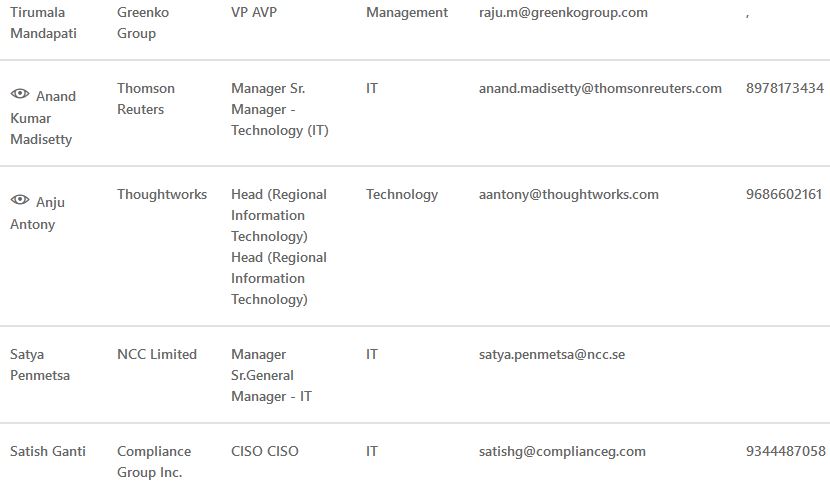 Tirumala Mandapati Greenko Group VP AVP Management raju.m@greenkogroup.com ,
Anand Kumar Madisetty Thomson Reuters Manager Sr. Manager - Technology (IT) IT anand.madisetty@thomsonreuters.com 8978173434
Anju Antony Thoughtworks Head (Regional Information Technology) Head (Regional Information Technology) Technology aantony@thoughtworks.com 9686602161
Satya Penmetsa NCC Limited Manager Sr.General Manager - IT IT satya.penmetsa@ncc.se
Satish Ganti Compliance Group Inc. CISO CISO IT satishg@complianceg.com 9344487058